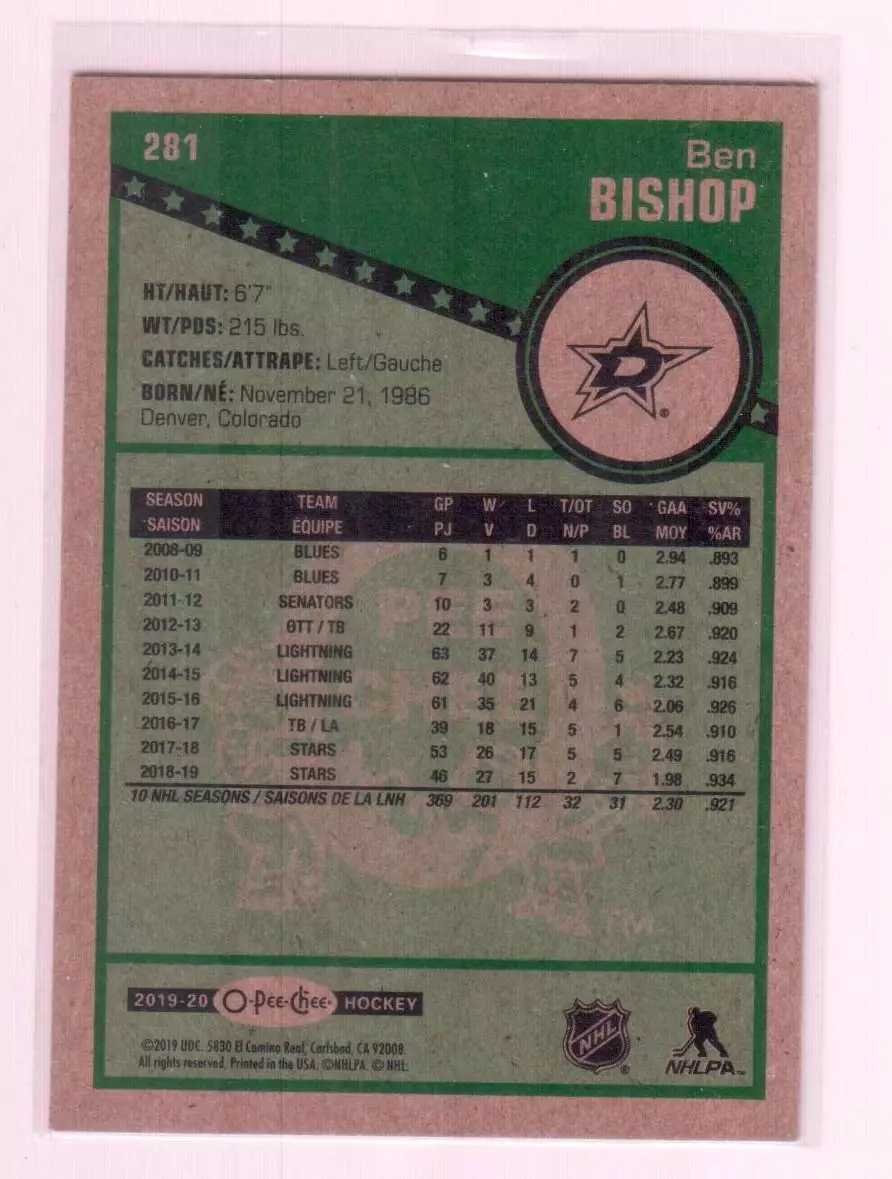 281
Ben
BISHOP
HT/HAUT: 6'7"
WT/PDS: 215 lbs.
CATCHES/ATTRAPE: Left/Gauche
BORN/NÉ: November 21, 1986
Denver, Colorado
D ®
SEASON TEAM GP W L T/OT SO GAA SV%
SAISON ÉQUIPE PJ V D N/P BL MOY %AR
2008-09 BLUES 6 1 1 1 0 2.94 .893
2010-11 BLUES 7 3 4 0 1 2.77 .899
2011-12 SENATORS 10 3 3 2 0 2.48 .909
2012-13 OTT / TB 22 11 9 1 2 2.67 .920
2013-14 LIGHTNING 63 37 14 7 5 2.23 .924
2014-15 LIGHTNING 62 40 13 5 4 2.32 .916
2015-16 LIGHTNING 61 35 21 4 6 2.06 .926
2016-17 TB / LA 39 18 15 5 1 2.54 .910
2017-18 STARS 53 26 17 5 5 2.49 .916
2018-19 STARS 46 27 15 2 7 1.98 .934
10 NHL SEASONS / SAISONS DE LA LNH 369 201 112 32 31 2.30 .921
PEE
CHEE
TM
2019-20 O-Pee-Chee HOCKEY
©2019 UDC. 5830 El Camino Real, Carlsbad, CA 92008.
All rights reserved. Printed in the USA. ©NHLPA. © NHL.
NHL ®
NHLPA™